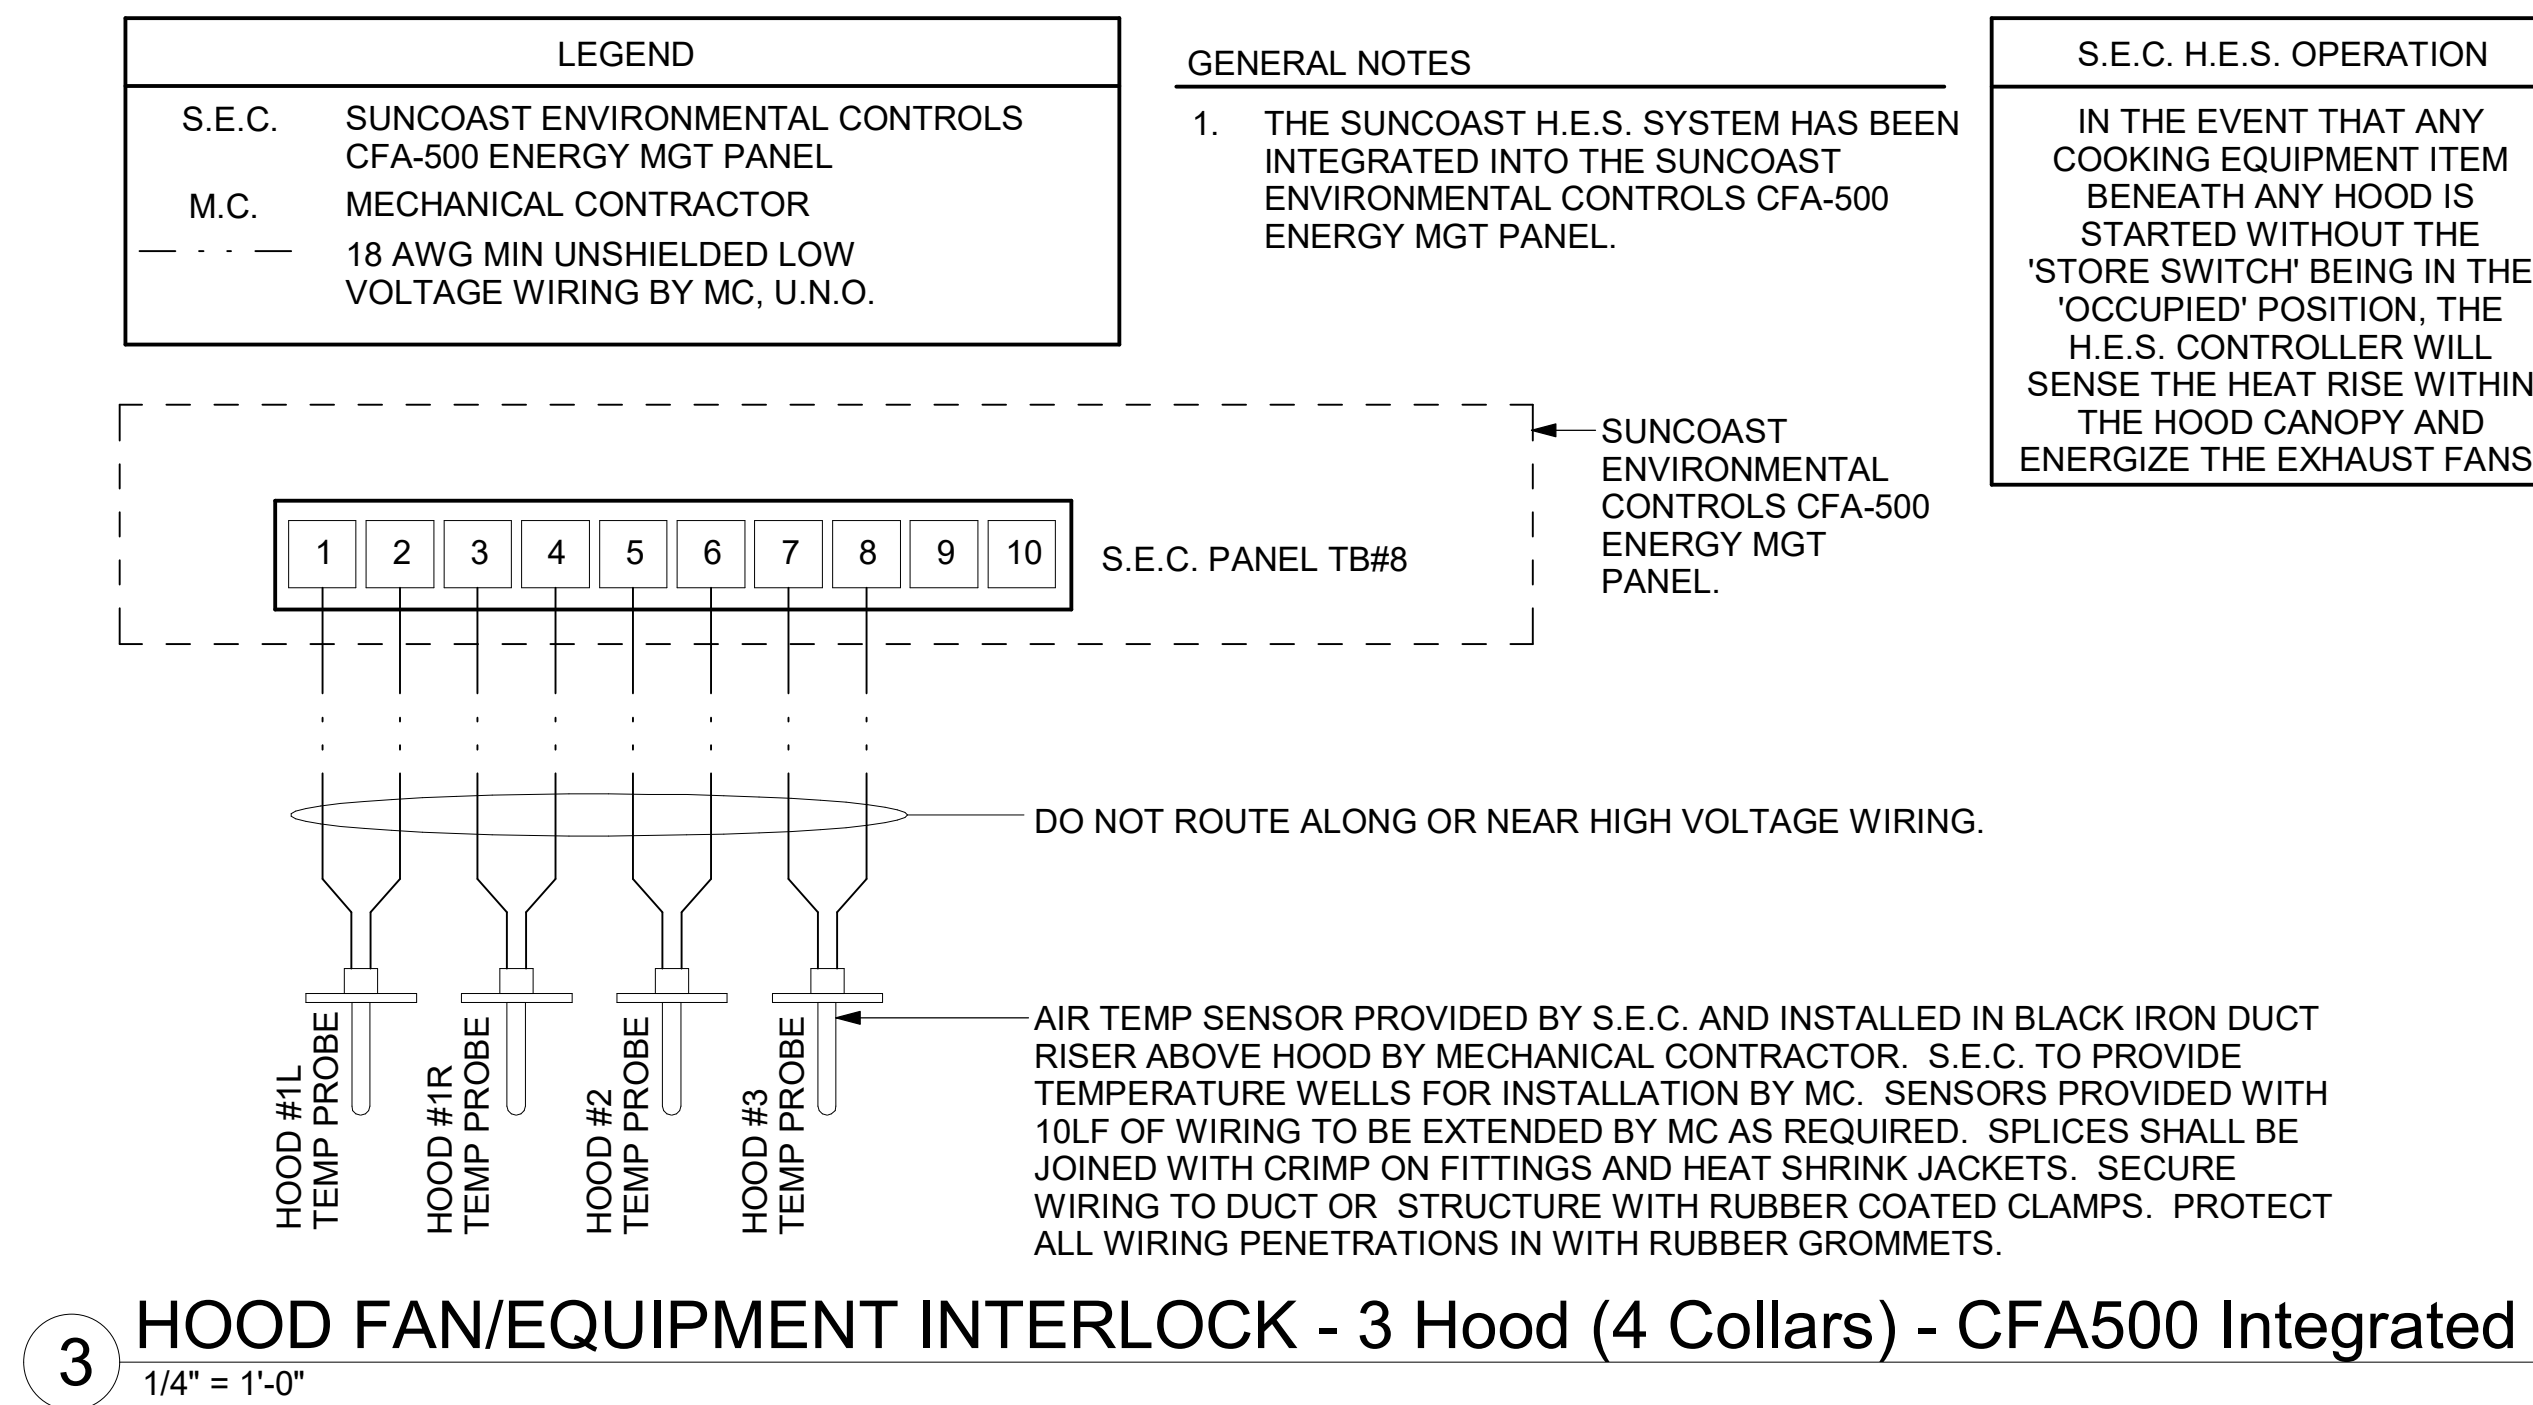 LEGEND
S.E.C. SUNCOAST ENVIRONMENTAL CONTROLS
CFA-500 ENERGY MGT PANEL
M.C. MECHANICAL CONTRACTOR
18 AWG MIN UNSHIELDED LOW
VOLTAGE WIRING BY MC, U.N.O.
GENERAL NOTES
1. THE SUNCOAST H.E.S. SYSTEM HAS BEEN
INTEGRATED INTO THE SUNCOAST
ENVIRONMENTAL CONTROLS CFA-500
ENERGY MGT PANEL.
S.E.C. H.E.S. OPERATION
IN THE EVENT THAT ANY
COOKING EQUIPMENT ITEM
BENEATH ANY HOOD IS
STARTED WITHOUT THE
'STORE SWITCH' BEING IN THE
'OCCUPIED' POSITION, THE
H.E.S. CONTROLLER WILL
SENSE THE HEAT RISE WITHIN
THE HOOD CANOPY AND
ENERGIZE THE EXHAUST FANS
SUNCOAST
ENVIRONMENTAL
CONTROLS CFA-500
ENERGY MGT
PANEL.
1 2 3 4 5 6 7 8 9 10
S.E.C. PANEL TB#8
DO NOT ROUTE ALONG OR NEAR HIGH VOLTAGE WIRING.
HOOD #1L
TEMP PROBE
HOOD #1R
TEMP PROBE
HOOD #2
TEMP PROBE
HOOD #3
TEMP PROBE
AIR TEMP SENSOR PROVIDED BY S.E.C. AND INSTALLED IN BLACK IRON DUCT
RISER ABOVE HOOD BY MECHANICAL CONTRACTOR. S.E.C. TO PROVIDE
TEMPERATURE WELLS FOR INSTALLATION BY MC. SENSORS PROVIDED WITH
10LF OF WIRING TO BE EXTENDED BY MC AS REQUIRED. SPLICES SHALL BE
JOINED WITH CRIMP ON FITTINGS AND HEAT SHRINK JACKETS. SECURE
WIRING TO DUCT OR STRUCTURE WITH RUBBER COATED CLAMPS. PROTECT
ALL WIRING PENETRATIONS IN WITH RUBBER GROMMETS.
3 HOOD FAN/EQUIPMENT INTERLOCK - 3 Hood (4 Collars) - CFA500 Integrated
1/4" = 1'-0"